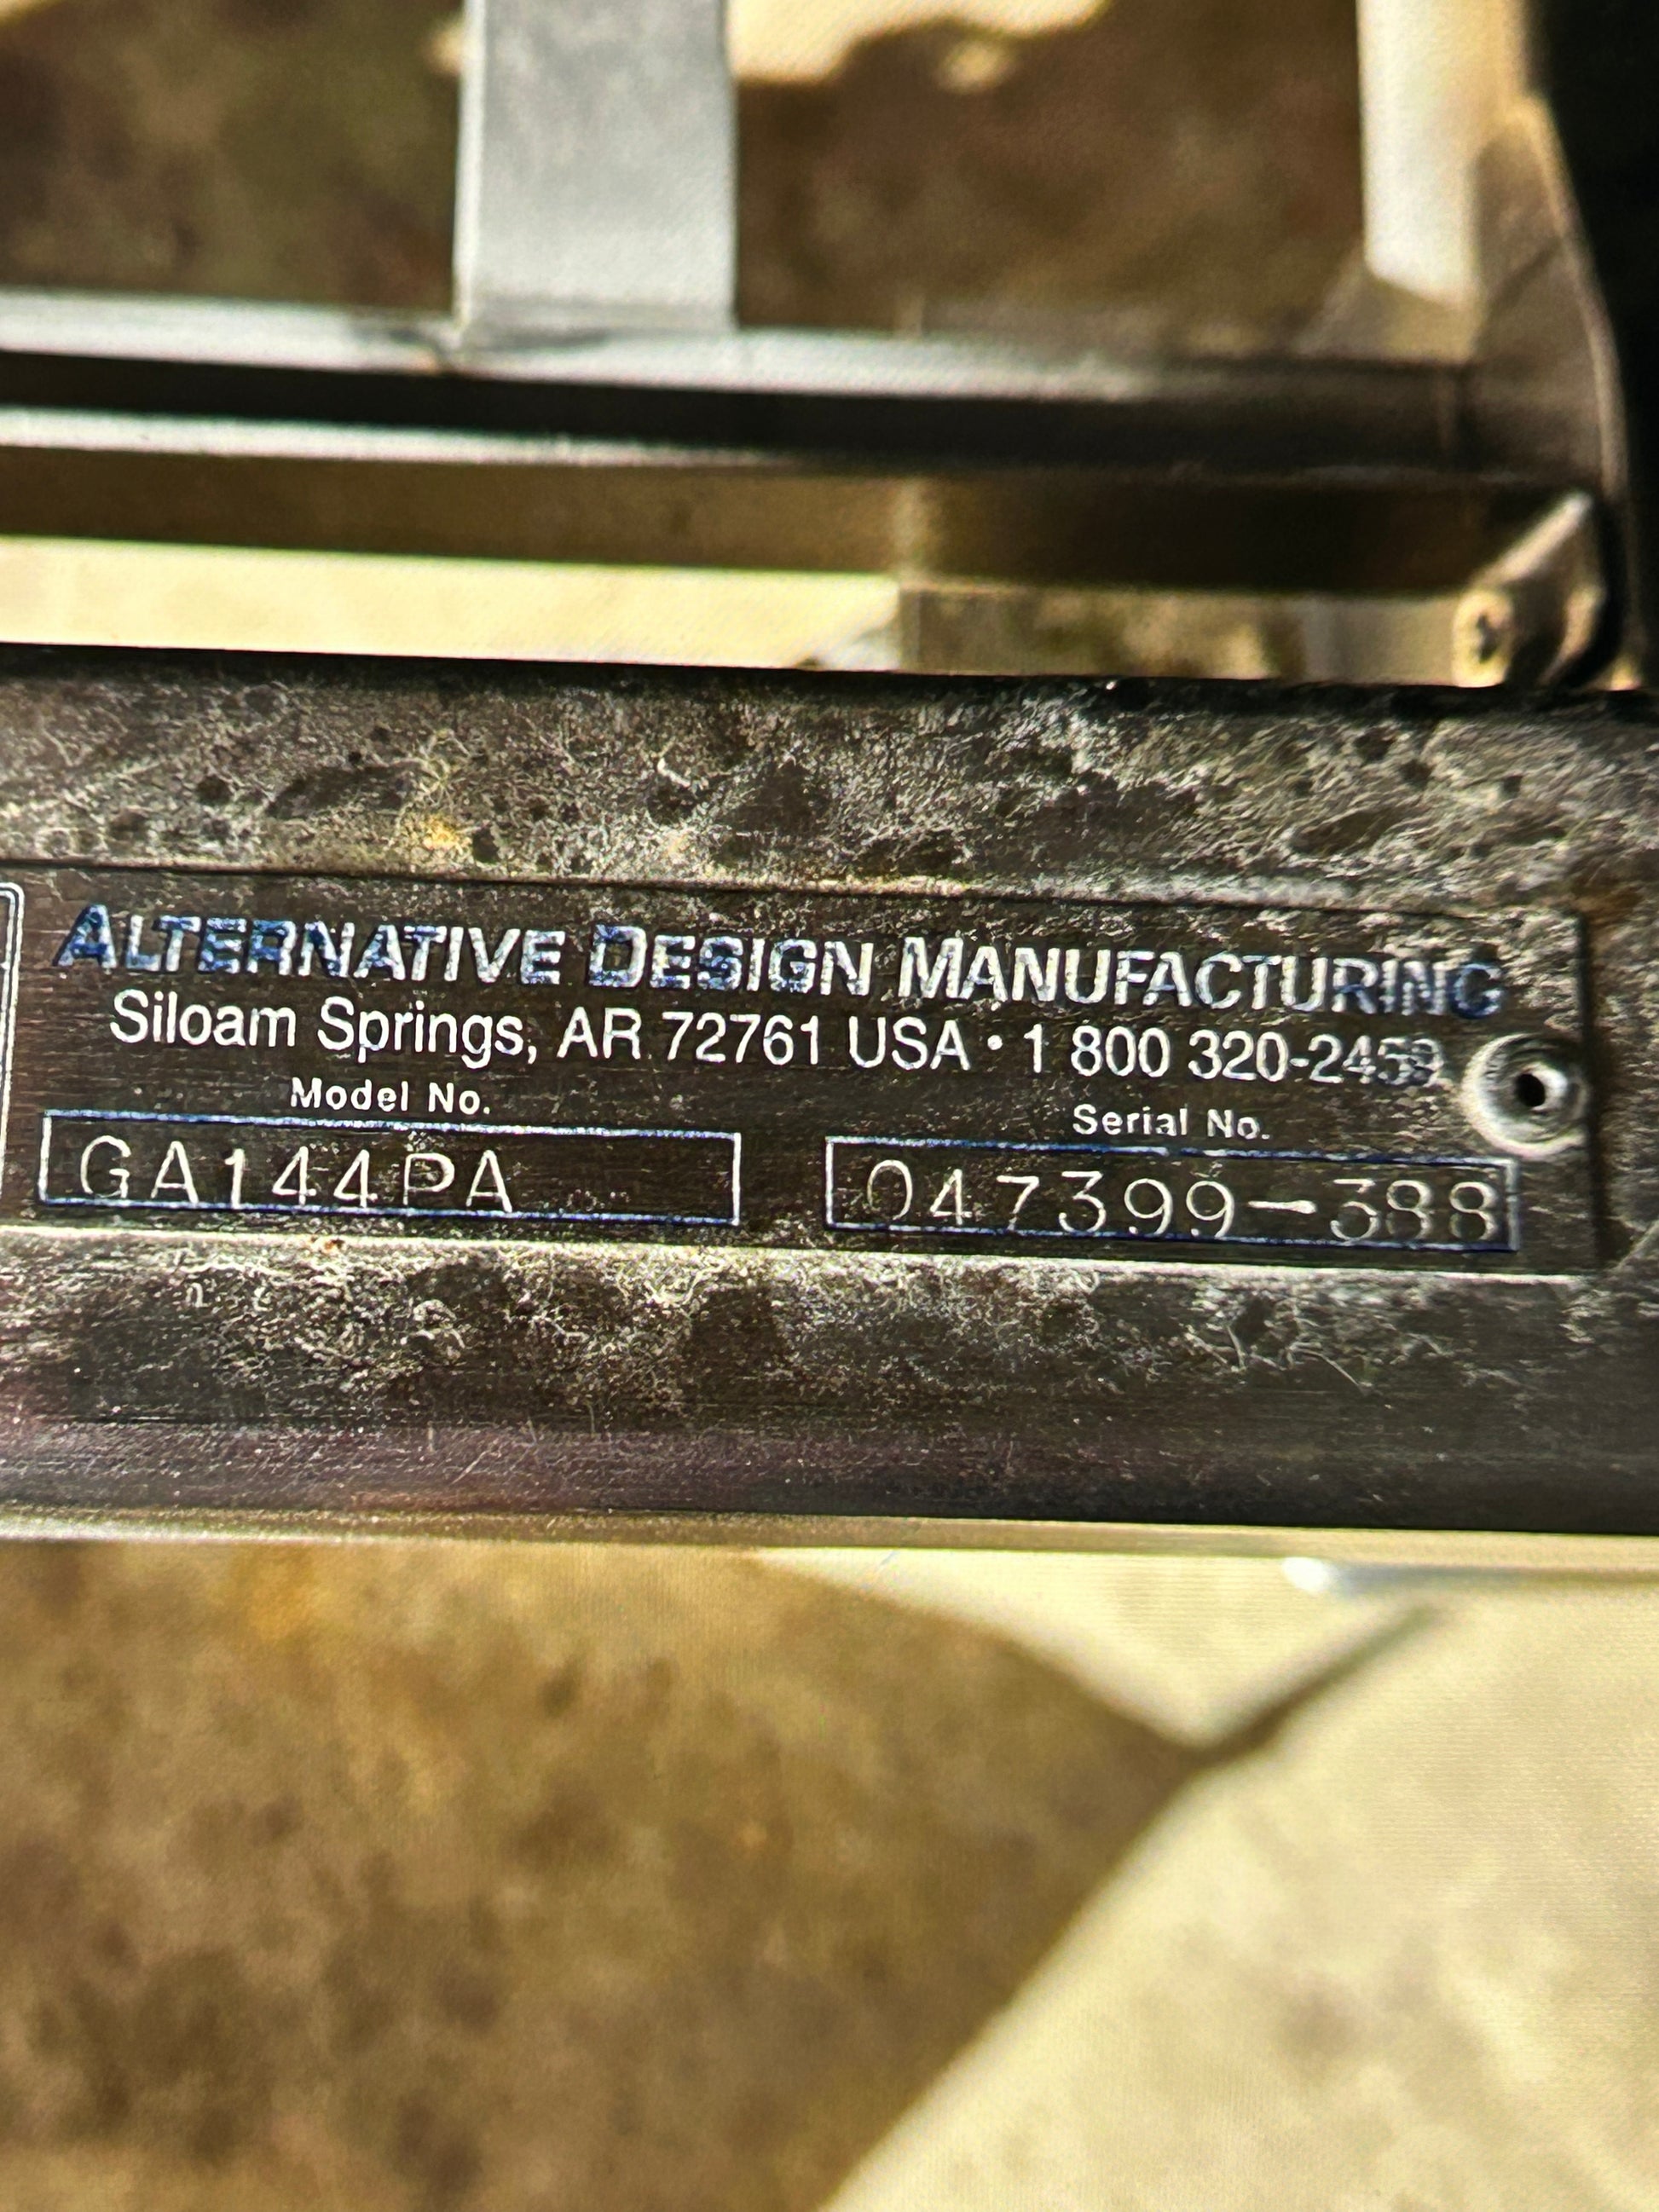 ALTERNATIVE DESIGN MANUFACTURING
Siloam Springs, AR 72761 USA • 1 800 320-2459
Model No.
Serial No.
GA144PA
047399-388